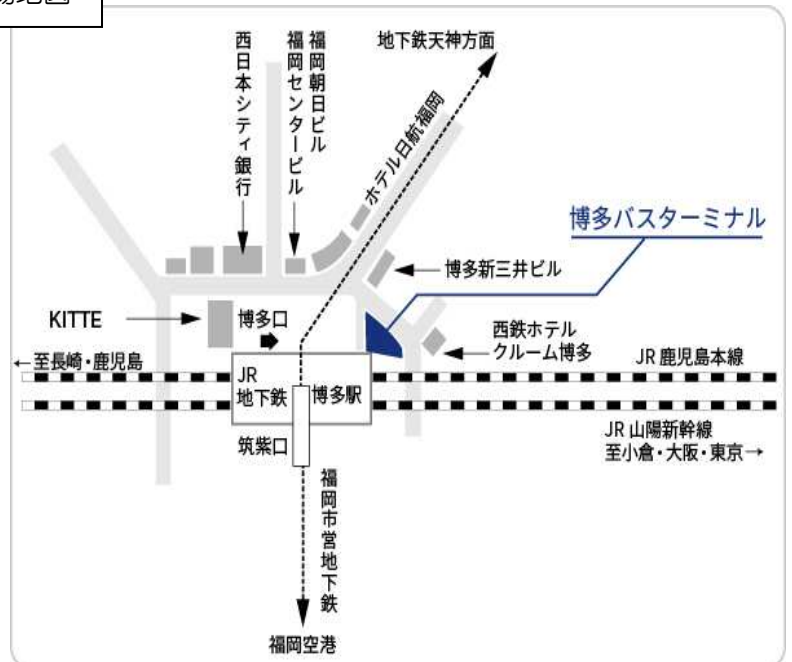 地下鉄天神方面
西日本シティ銀行
福岡センタービル
福岡朝日ビル
ホテル日航福岡
博多バスターミナル
博多新三井ビル
KITTE
博多口
西鉄ホテル
クルーム博多
←至長崎・鹿児島
JR 鹿児島本線
JR
地下鉄
博多駅
筑紫口
JR 山陽新幹線
至小倉・大阪・東京→
福岡市営地下鉄
福岡空港